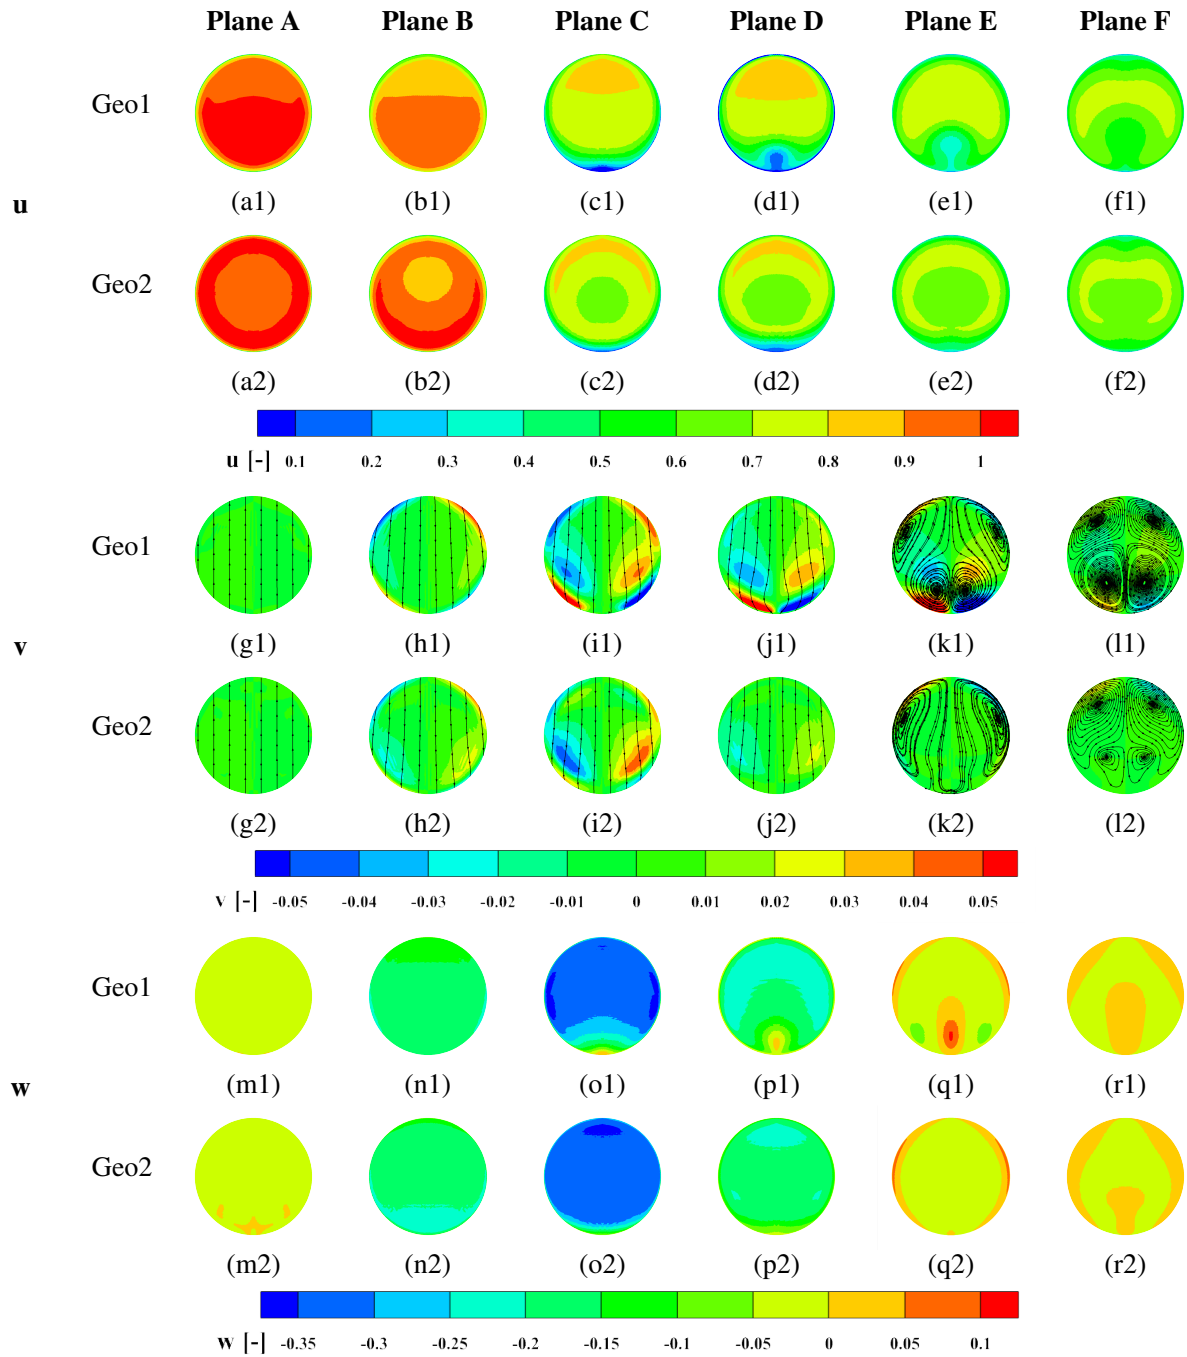 Plane A Plane B Plane C Plane D Plane E Plane F
Geo1
(a1) (b1) (c1) (d1) (e1) (f1)
u
Geo2
(a2) (b2) (c2) (d2) (e2) (f2)
u [-] 0.1 0.2 0.3 0.4 0.5 0.6 0.7 0.8 0.9 1
Geo1
(g1) (h1) (i1) (j1) (k1) (l1)
v
Geo2
(g2) (h2) (i2) (j2) (k2) (l2)
v [-] -0.05 -0.04 -0.03 -0.02 -0.01 0 0.01 0.02 0.03 0.04 0.05
Geo1
(m1) (n1) (o1) (p1) (q1) (r1)
w
Geo2
(m2) (n2) (o2) (p2) (q2) (r2)
w [-] -0.35 -0.3 -0.25 -0.2 -0.15 -0.1 -0.05 0 0.05 0.1